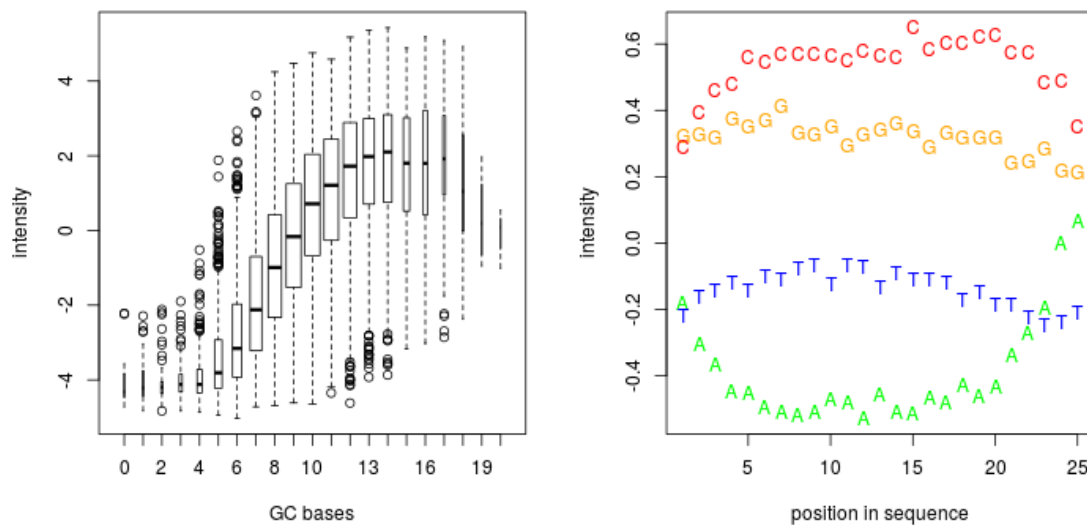 intensity
4
2
0
-2
-4
0 2 4 6 8 10 13 16 19
GC bases
intensity
0.6
0.4
0.2
0.0
-0.2
-0.4
C C C C C C C C C C C C C C C C C C C C C C C C C
G G G G G G G G G G G G G G G G G G G G G G G G G
T T T T T T T T T T T T T T T T T T T T T T T T T
A A A A A A A A A A A A A A A A A A A A A A A A A
5 10 15 20 25
position in sequence